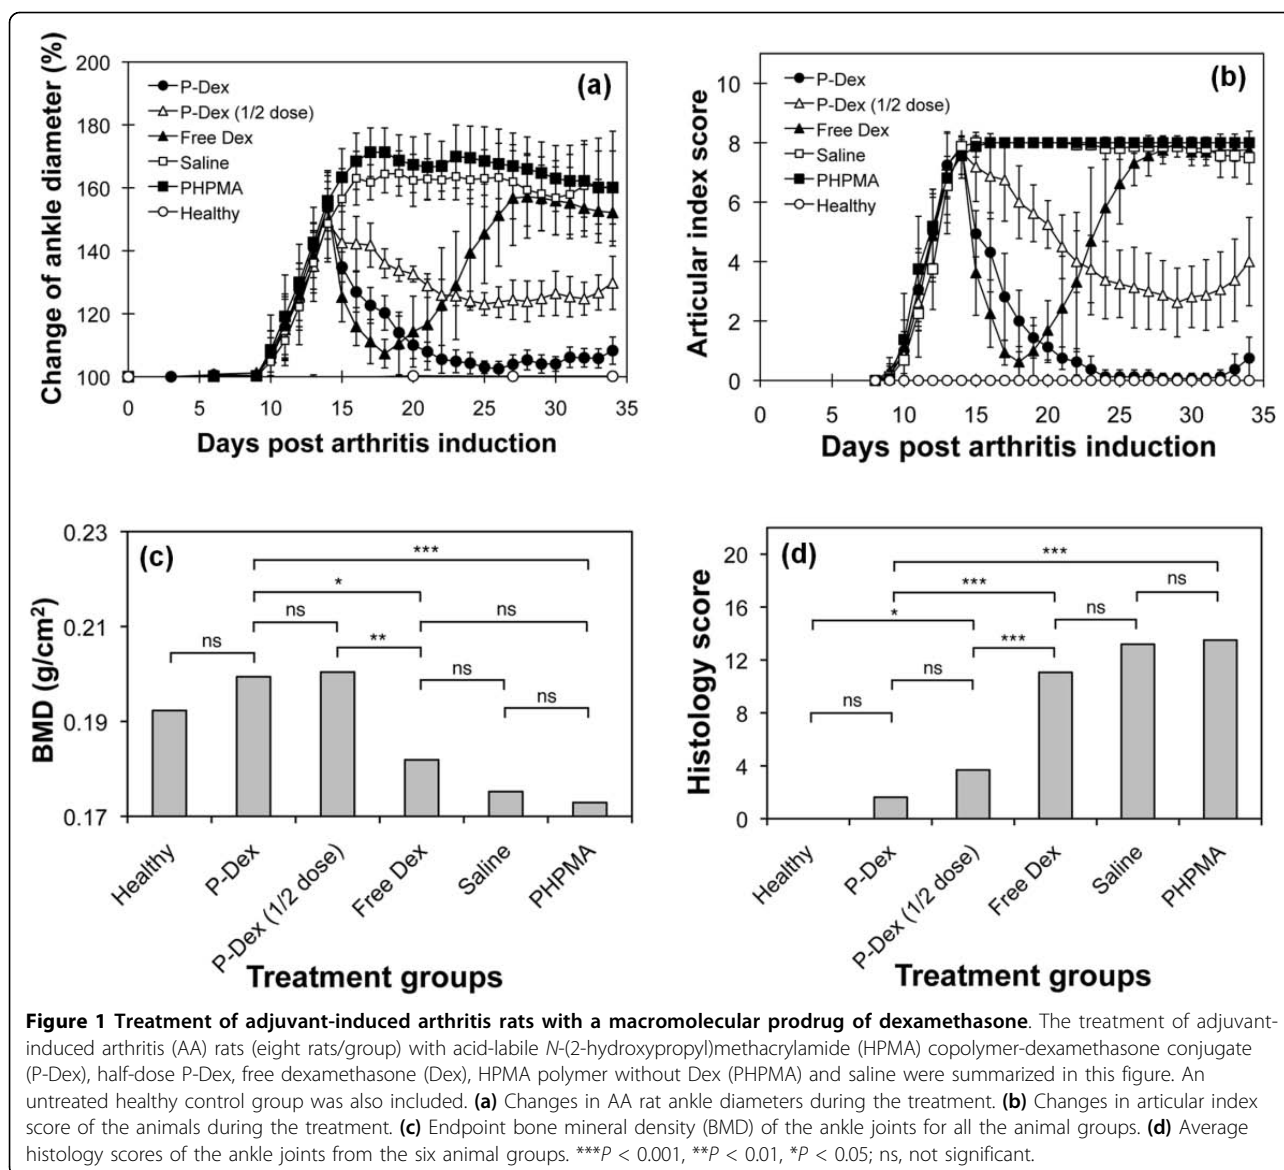 (a)
Change of ankle diameter (%)
200
180
160
140
120
100
P-Dex
P-Dex (1/2 dose)
Free Dex
Saline
PHPMA
Healthy
0 5 10 15 20 25 30 35
Days post arthritis induction
(b)
Articular index score
10
8
6
4
2
0
P-Dex
P-Dex (1/2 dose)
Free Dex
Saline
PHPMA
Healthy
0 5 10 15 20 25 30 35
Days post arthritis induction
(c)
BMD (g/cm²)
0.23
0.21
0.19
0.17
***
*
ns ns
ns **
ns
ns
Healthy P-Dex P-Dex (1/2 dose) Free Dex Saline PHPMA
Treatment groups
(d)
Histology score
20
16
12
8
4
0
***
*** ns
* ns
***
ns
ns
Healthy P-Dex P-Dex (1/2 dose) Free Dex Saline PHPMA
Treatment groups
Figure 1 Treatment of adjuvant-induced arthritis rats with a macromolecular prodrug of dexamethasone. The treatment of adjuvant-
induced arthritis (AA) rats (eight rats/group) with acid-labile N-(2-hydroxypropyl)methacrylamide (HPMA) copolymer-dexamethasone conjugate
(P-Dex), half-dose P-Dex, free dexamethasone (Dex), HPMA polymer without Dex (PHPMA) and saline were summarized in this figure. An
untreated healthy control group was also included. (a) Changes in AA rat ankle diameters during the treatment. (b) Changes in articular index
score of the animals during the treatment. (c) Endpoint bone mineral density (BMD) of the ankle joints for all the animal groups. (d) Average
histology scores of the ankle joints from the six animal groups. ***P < 0.001, **P < 0.01, *P < 0.05; ns, not significant.